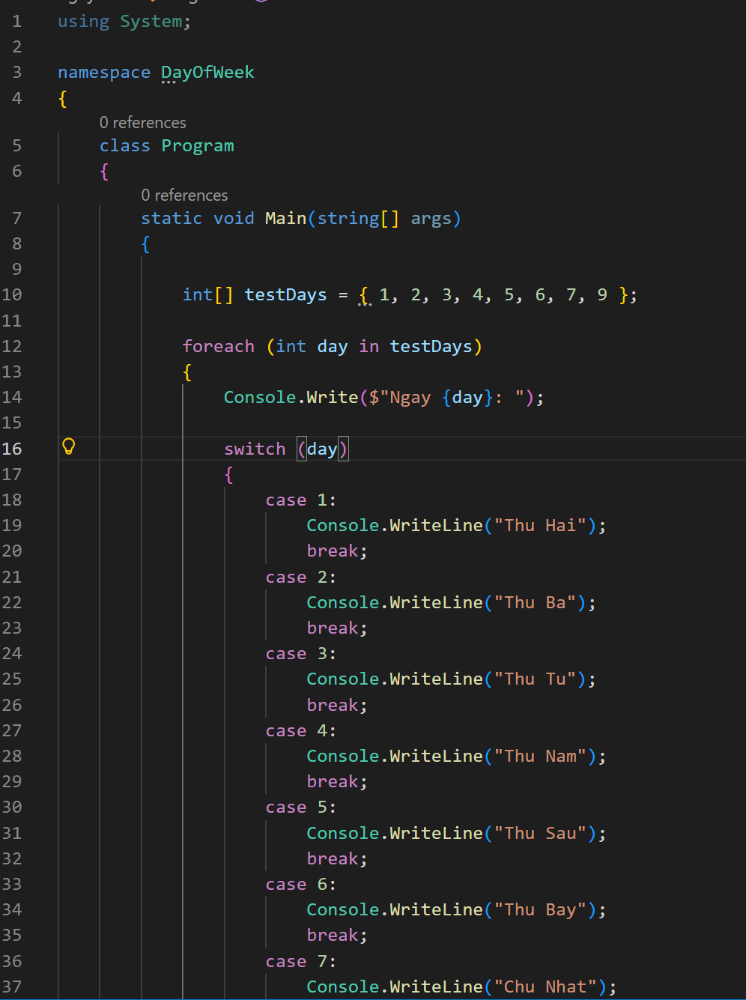 1 using System;
2
3 namespace DayOfWeek
4 {
0 references
5 class Program
6 {
0 references
7 static void Main(string[] args)
8 {
9
10 int[] testDays = { 1, 2, 3, 4, 5, 6, 7, 9 };
11
12 foreach (int day in testDays)
13 {
14 Console.Write($"Ngay {day}: ");
15
16 switch (day)
17 {
18 case 1:
19 Console.WriteLine("Thu Hai");
20 break;
21 case 2:
22 Console.WriteLine("Thu Ba");
23 break;
24 case 3:
25 Console.WriteLine("Thu Tu");
26 break;
27 case 4:
28 Console.WriteLine("Thu Nam");
29 break;
30 case 5:
31 Console.WriteLine("Thu Sau");
32 break;
33 case 6:
34 Console.WriteLine("Thu Bay");
35 break;
36 case 7:
37 Console.WriteLine("Chu Nhat");